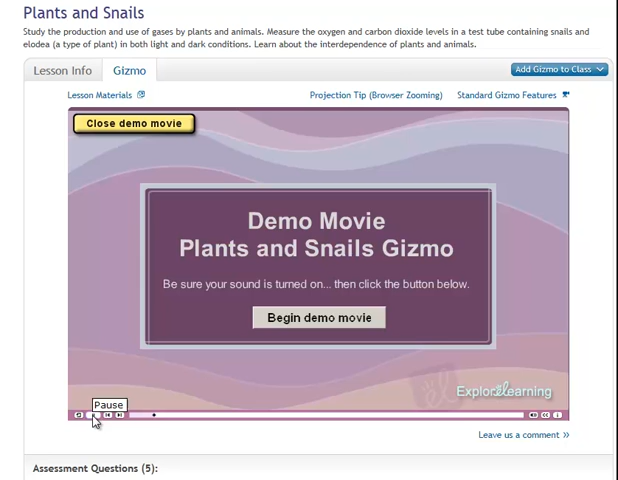 Plants and Snails
Study the production and use of gases by plants and animals. Measure the oxygen and carbon dioxide levels in a test tube containing snails and
elodea (a type of plant) in both light and dark conditions. Learn about the interdependence of plants and animals.
Lesson Info
Gizmo
Add Gizmo to Class
Lesson Materials
Projection Tip (Browser Zooming)
Standard Gizmo Features
Close demo movie
Demo Movie
Plants and Snails Gizmo
Be sure your sound is turned on... then click the button below.
Begin demo movie
ExploreLearning
Pause
Leave us a comment >>
Assessment Questions (5):